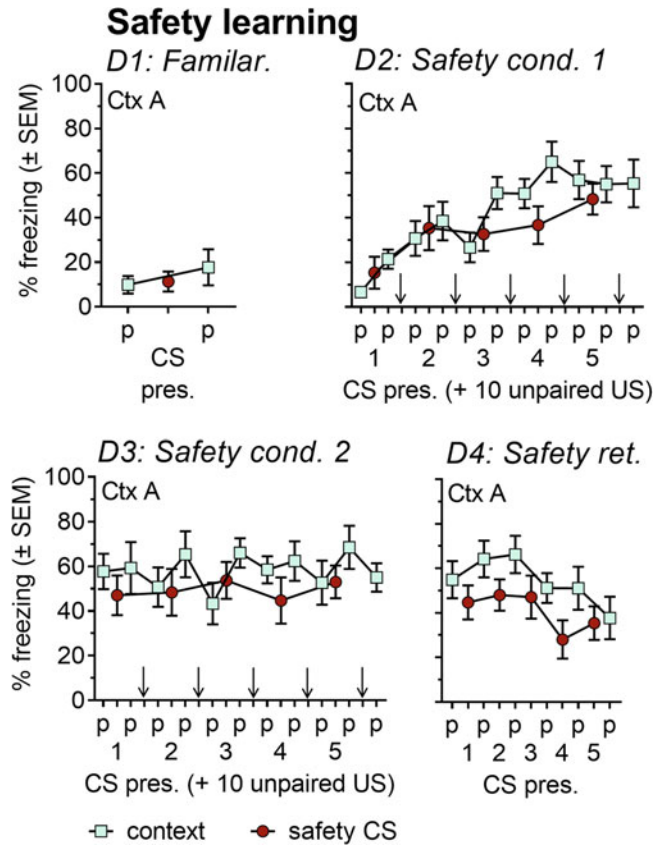 Safety learning
D1: Familar.
D2: Safety cond. 1
% freezing (± SEM)
100
80
60
40
20
0
Ctx A
p p
CS
pres.
Ctx A
p p p p p p p p p p p
1 2 3 4 5
CS pres. (+ 10 unpaired US)
D3: Safety cond. 2
D4: Safety ret.
% freezing (± SEM)
100
80
60
40
20
0
Ctx A
p p p p p p p p p p p
1 2 3 4 5
CS pres. (+ 10 unpaired US)
Ctx A
p p p p p p
1 2 3 4 5
CS pres.
context safety CS